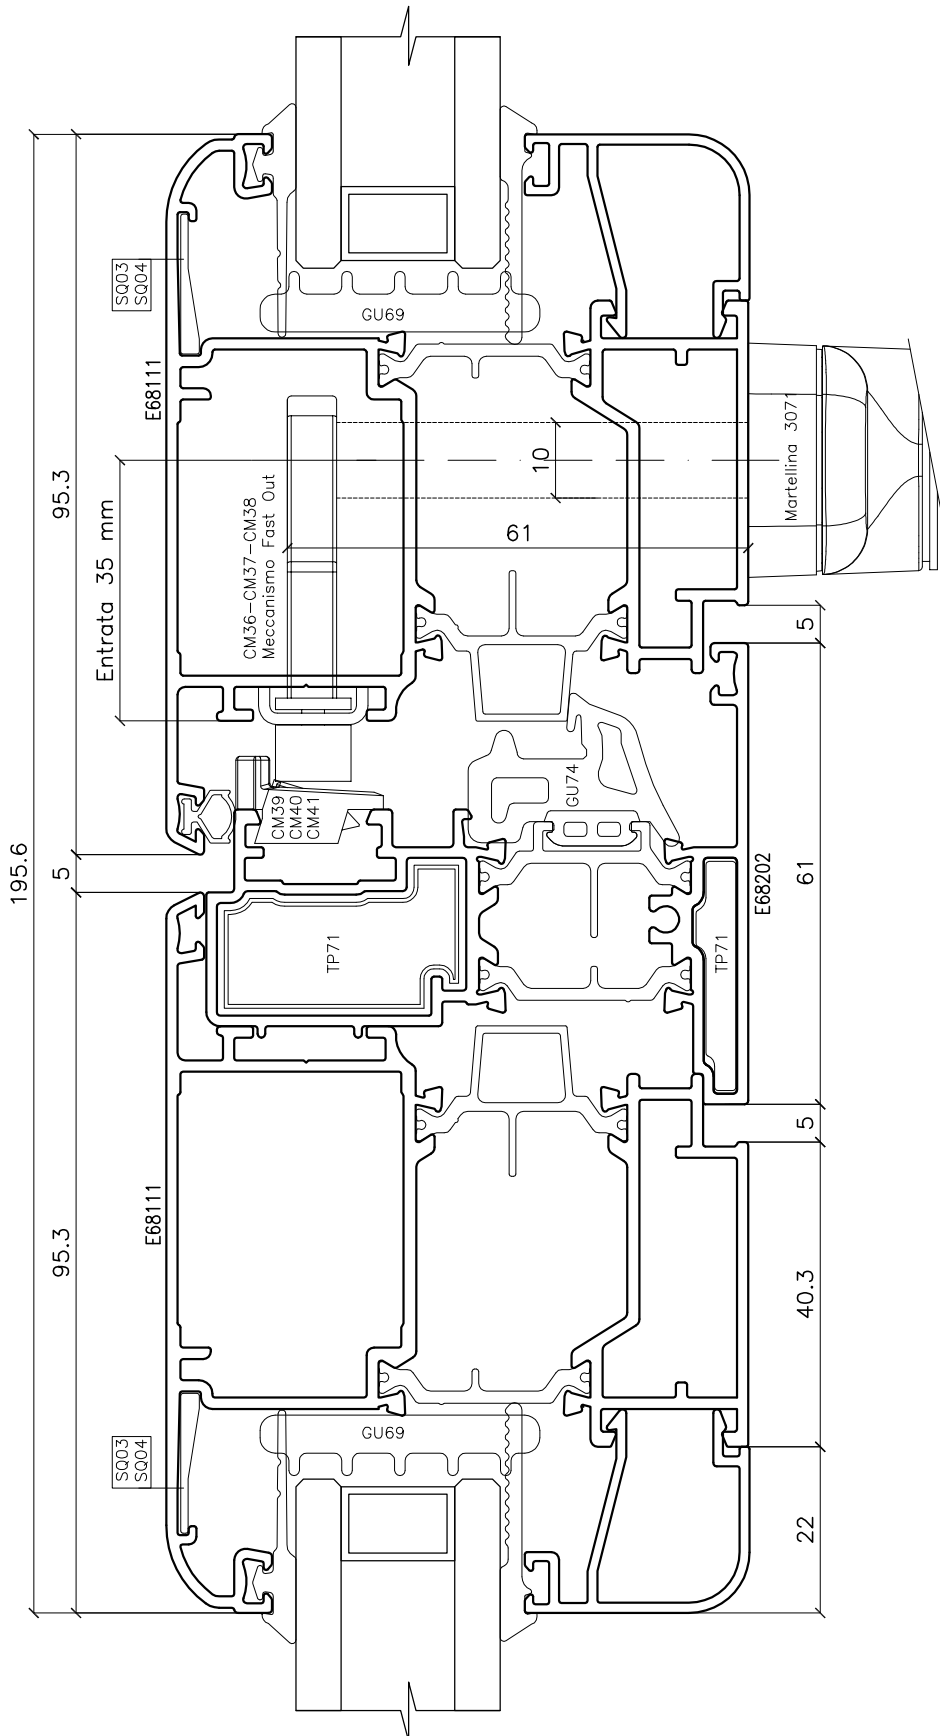 SQ03
SQ04
GU69
E68111
95.3
10
Martellina 3071
CM36-CM37-CM38
Meccanismo Fast Out
61
Entrata 35 mm
5
GU74
CM39
CM40
CM41
195.6
5
61
E68202
TP71
TP71
5
E68111
95.3
40.3
GU69
SQ03
SQ04
22